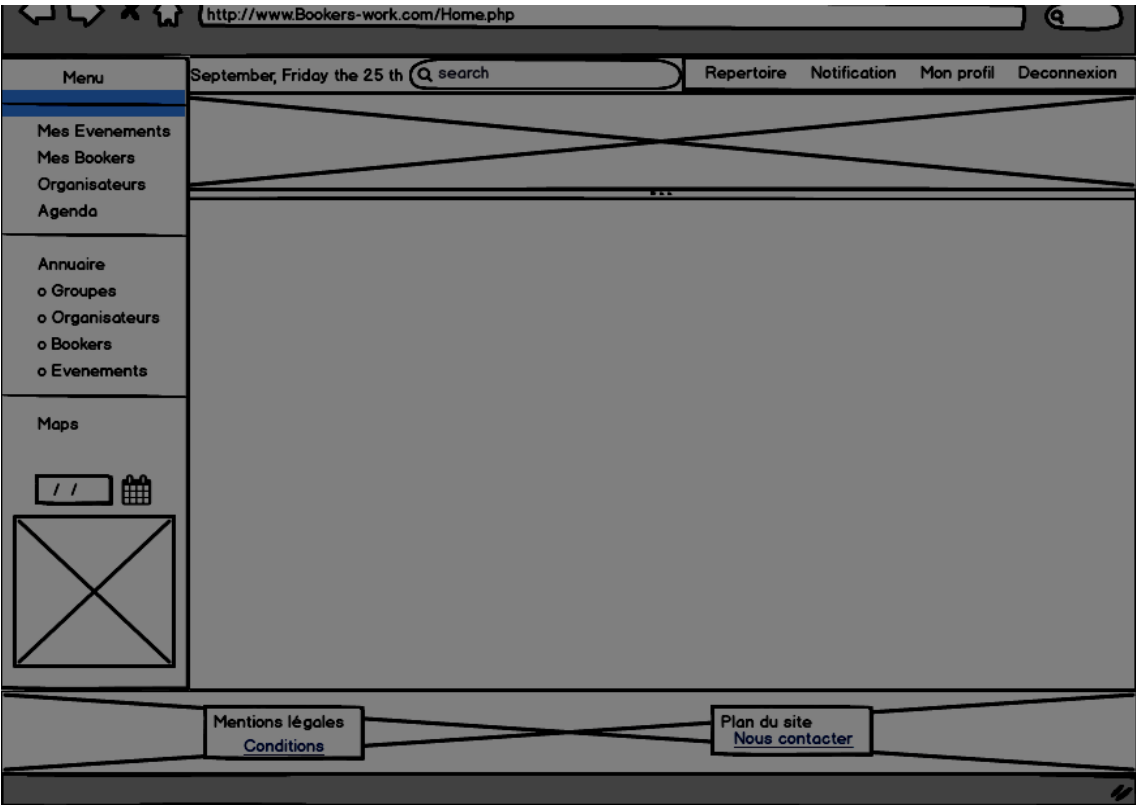 http://www.Bookers-work.com/Home.php
Menu
September, Friday the 25 th
search
Repertoire Notification Mon profil Deconnexion
Mes Evenements
Mes Bookers
Organisateurs
Agenda
Annuaire
o Groupes
o Organisateurs
o Bookers
o Evenements
Maps
/ /
Mentions légales
Conditions
Plan du site
Nous contacter